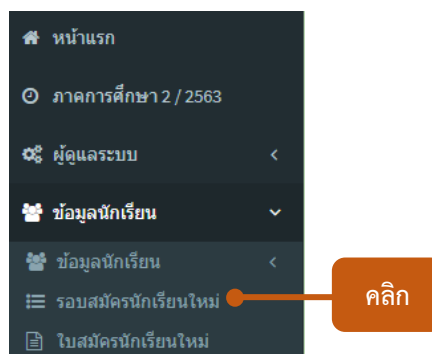 หน้าแรก
ภาคการศึกษา 2 / 2563
ผู้ดูแลระบบ
ข้อมูลนักเรียน
ข้อมูลนักเรียน
รอบสมัครนักเรียนใหม่
คลิก
ใบสมัครนักเรียนใหม่